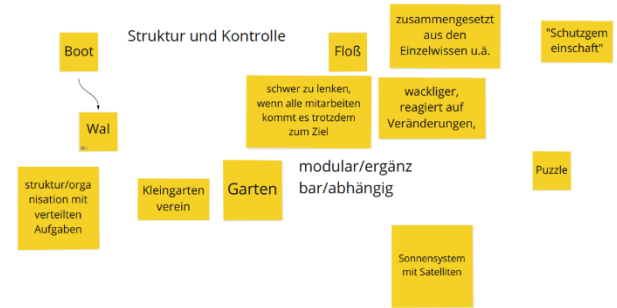 Boot
Struktur und Kontrolle
Floß
zusammengesetzt
aus den
Einzelwissen u.ä.
"Schutzgem
einschaft"
Wal
schwer zu lenken,
wenn alle mitarbeiten
kommt es trotzdem
zum Ziel
wackliger,
reagiert auf
Veränderungen,
struktur/orga
nisation mit
verteilten
Aufgaben
Kleingarten
verein
Garten
modular/ergänz
bar/abhängig
Puzzle
Sonnensystem
mit Satelliten